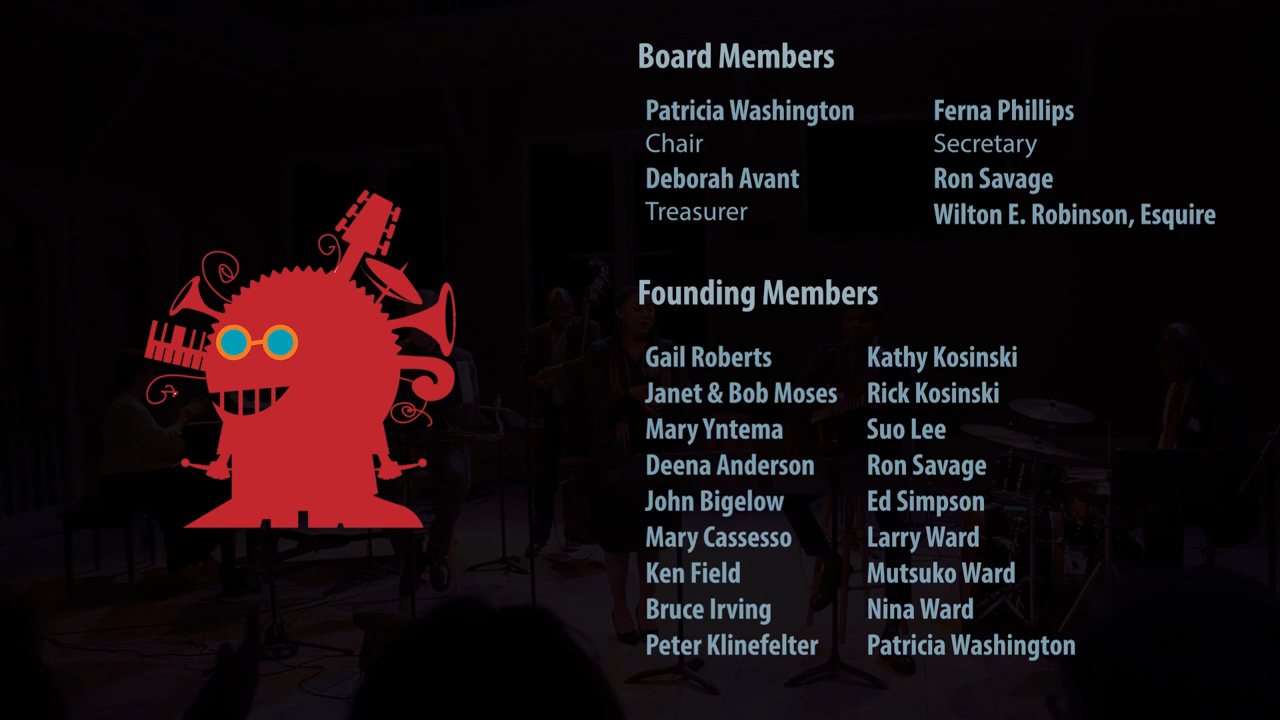 Board Members
Patricia Washington
Chair
Deborah Avant
Treasurer
Ferna Phillips
Secretary
Ron Savage
Wilton E. Robinson, Esquire
Founding Members
Gail Roberts
Janet & Bob Moses
Mary Yntema
Deena Anderson
John Bigelow
Mary Cassesso
Ken Field
Bruce Irving
Peter Klinefelter
Kathy Kosinski
Rick Kosinski
Suo Lee
Ron Savage
Ed Simpson
Larry Ward
Mutsuko Ward
Nina Ward
Patricia Washington